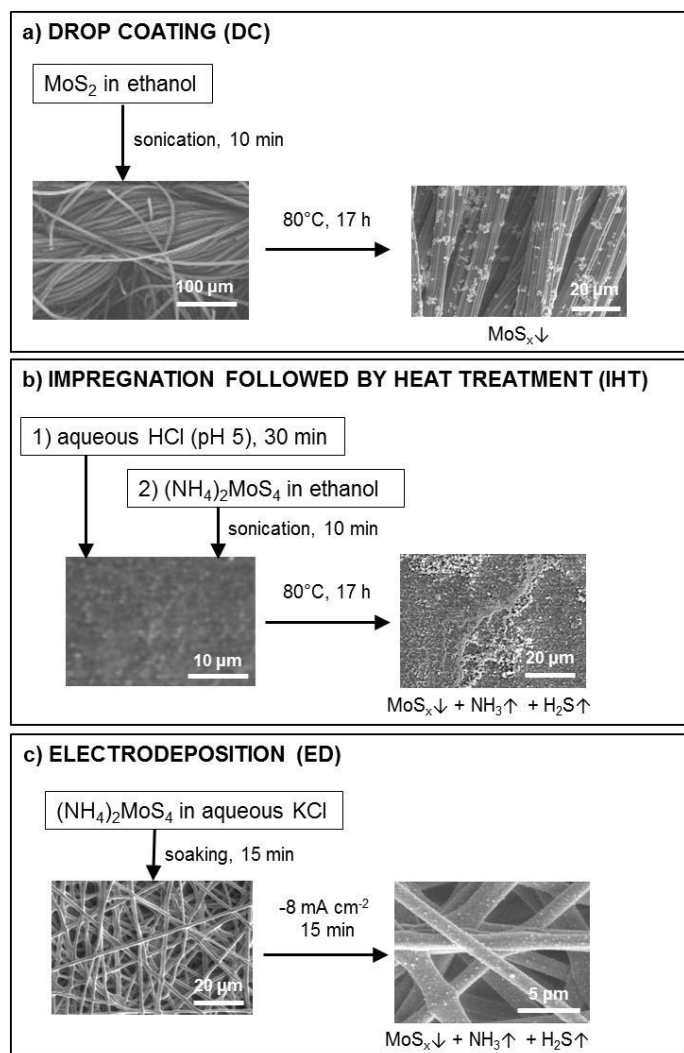 a) DROP COATING (DC)
MoS₂ in ethanol
sonication, 10 min
80°C, 17 h
100 µm
20 µm
MoSₓ↓
b) IMPREGNATION FOLLOWED BY HEAT TREATMENT (IHT)
1) aqueous HCl (pH 5), 30 min
2) (NH₄)₂MoS₄ in ethanol
sonication, 10 min
80°C, 17 h
10 µm
20 µm
MoSₓ↓ + NH₃↑ + H₂S↑
c) ELECTRODEPOSITION (ED)
(NH₄)₂MoS₄ in aqueous KCl
soaking, 15 min
-8 mA cm⁻²
15 min
20 µm
5 µm
MoSₓ↓ + NH₃↑ + H₂S↑